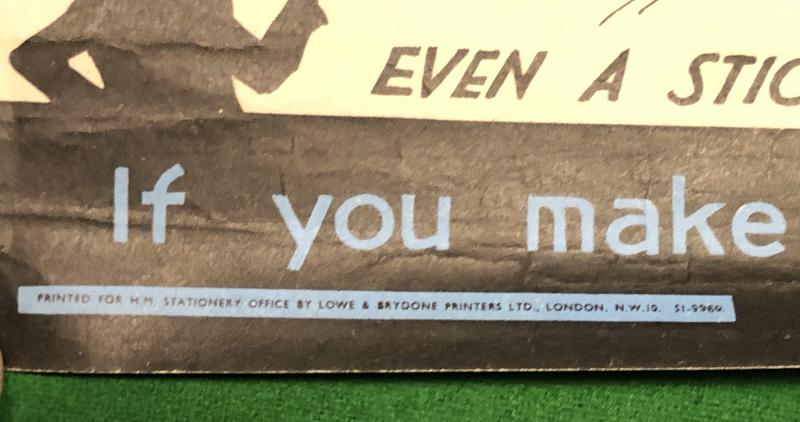 EVEN A STIC
If you make
PRINTED FOR H.M. STATIONERY OFFICE BY LOWE & BRYDONE PRINTERS LTD., LONDON, N.W.10. 51-9960.